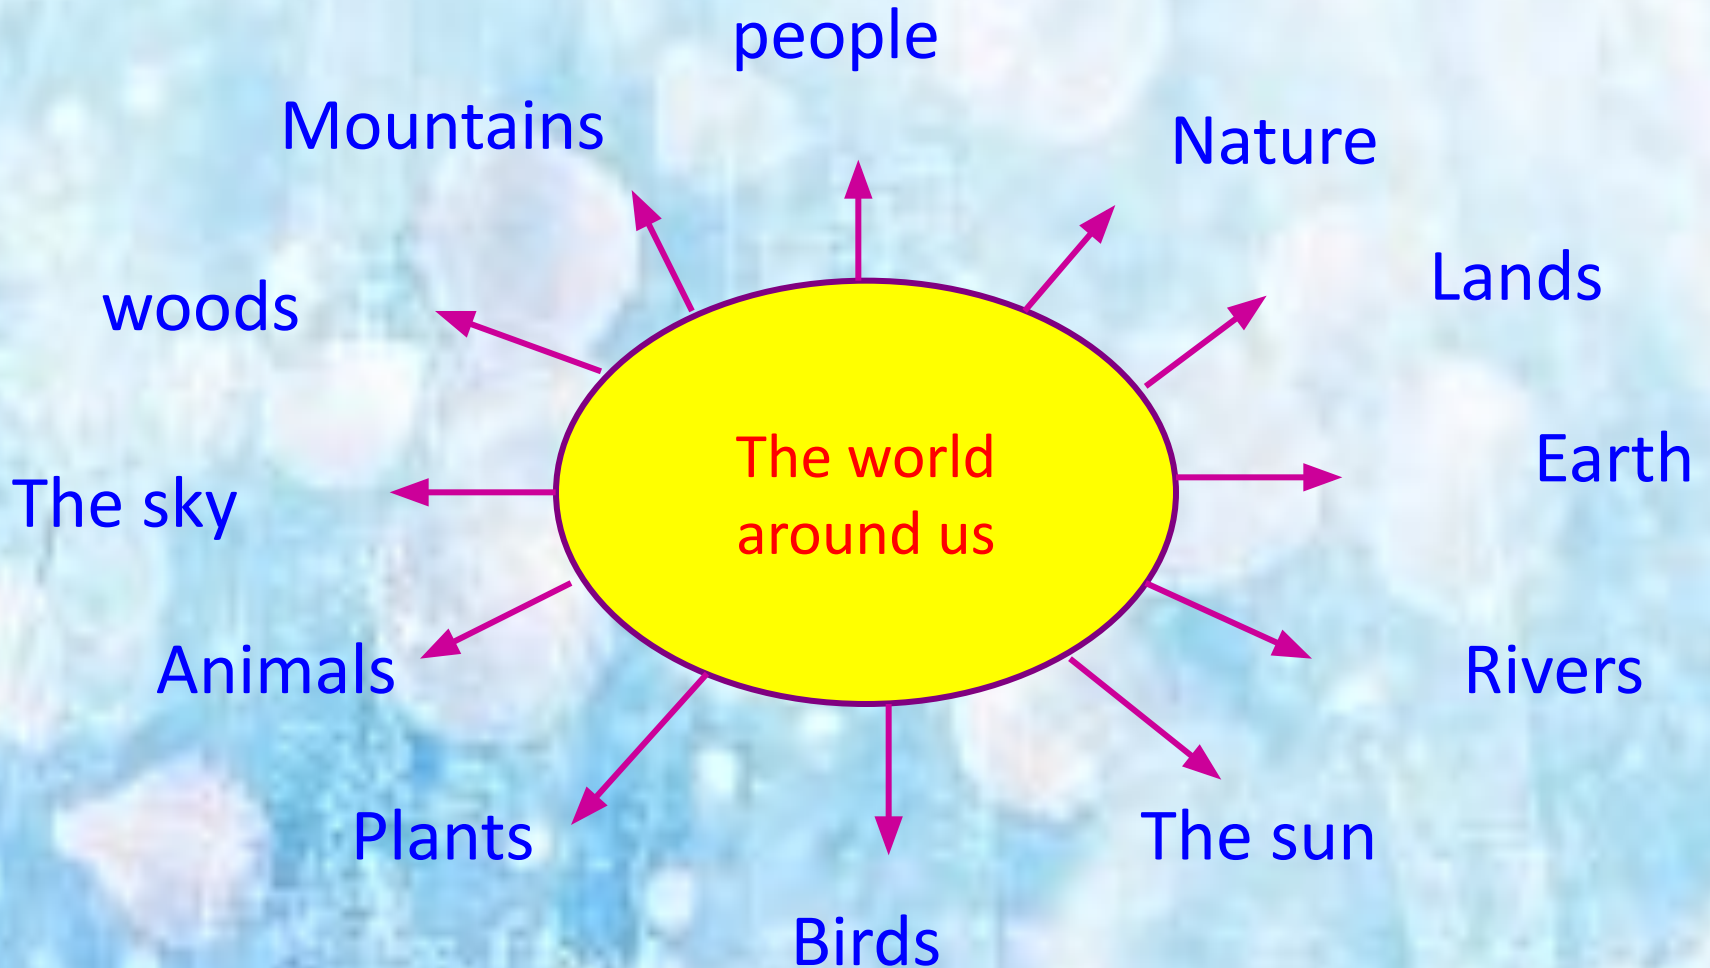 people
Mountains
Nature
Lands
woods
Earth
The world
around us
The sky
Animals
Rivers
Plants
The sun
Birds